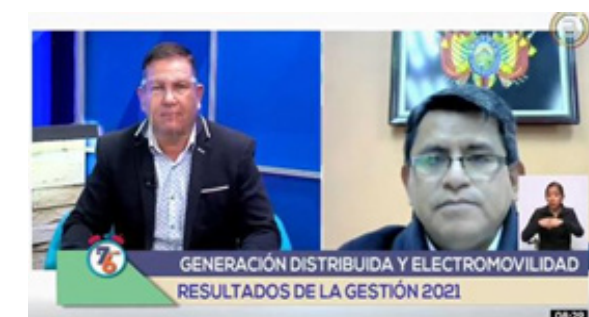 GENERACIÓN DISTRIBUIDA Y ELECTROMOVILIDAD
RESULTADOS DE LA GESTIÓN 2021